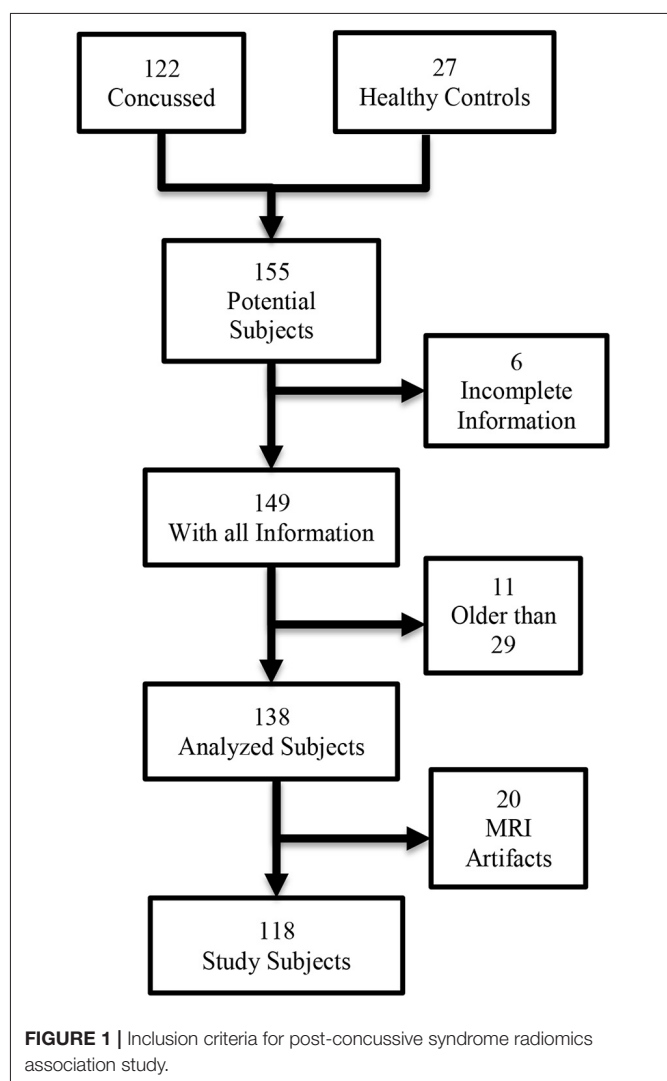 122
Concussed
27
Healthy Controls
155
Potential
Subjects
6
Incomplete
Information
149
With all Information
11
Older than
29
138
Analyzed Subjects
20
MRI
Artifacts
118
Study Subjects
FIGURE 1 | Inclusion criteria for post-concussive syndrome radiomics
association study.